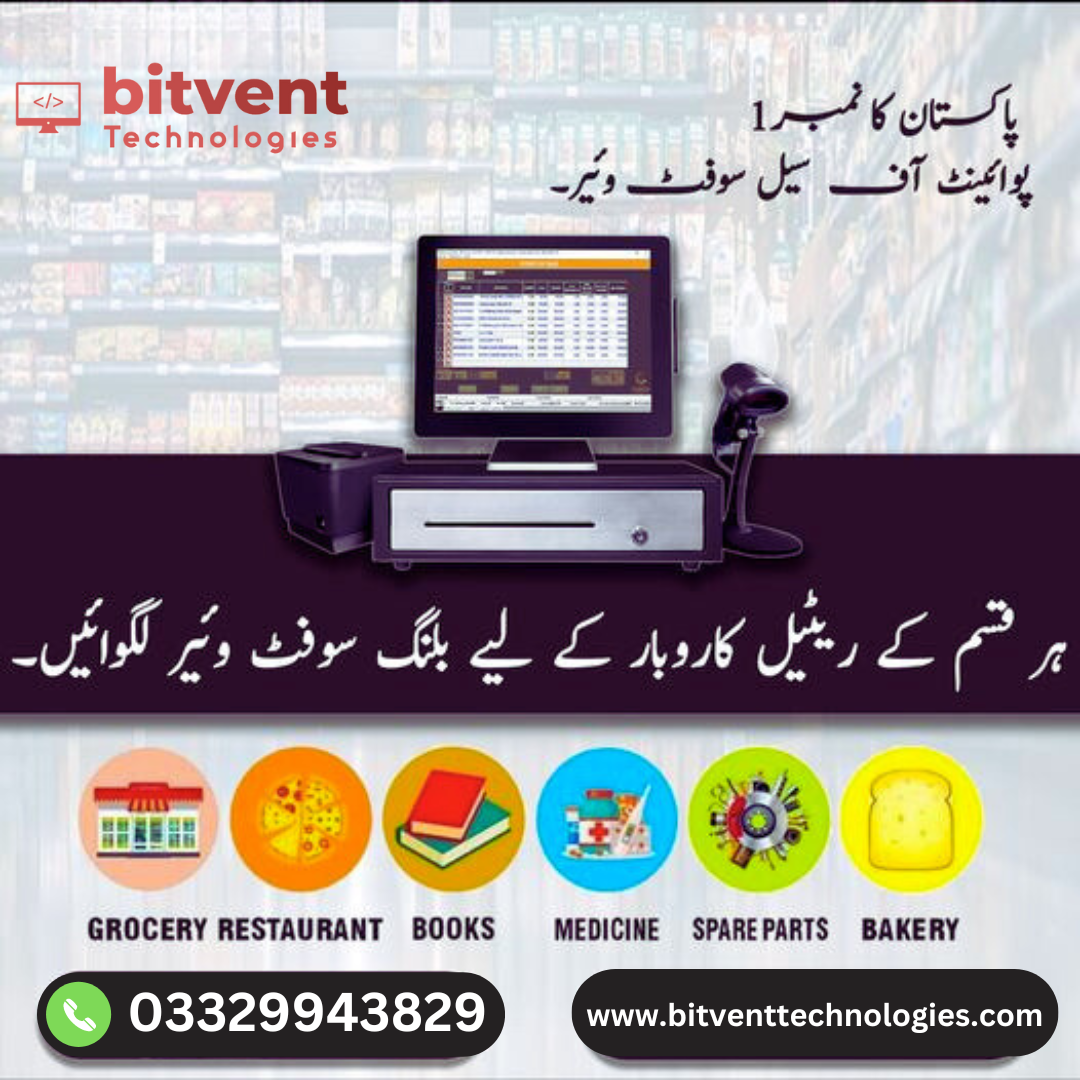 </>
bitvent
Technologies
پاکستان کا نمبر 1
پوائینٹ آف سیل سوفٹ وئیر۔
ہر قسم کے ریٹیل کاروبار کے لیے بلنگ سوفٹ وئیر لگوائیں۔
GROCERY RESTAURANT BOOKS MEDICINE SPARE PARTS BAKERY
03329943829
www.bitventtechnologies.com